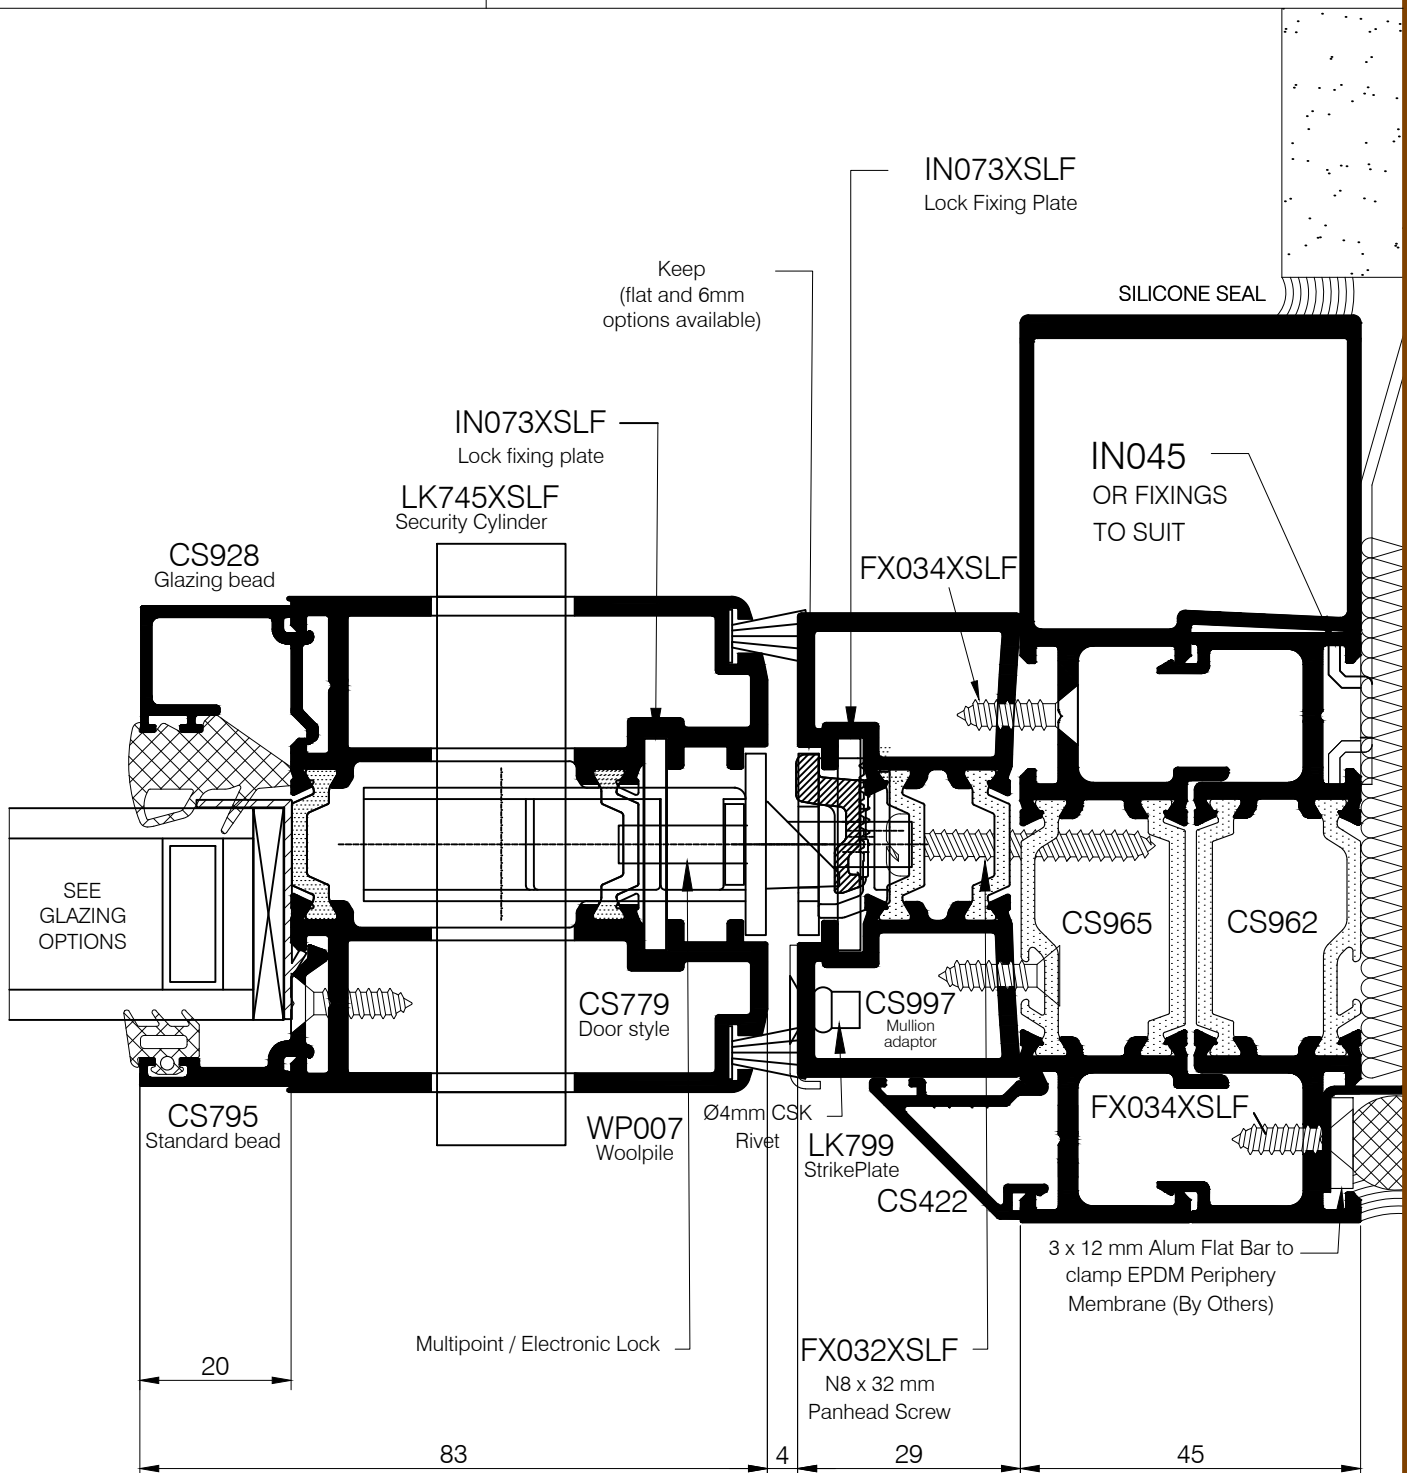 IN073XSLF
Lock Fixing Plate
Keep
(flat and 6mm
options available)
SILICONE SEAL
IN073XSLF
Lock fixing plate
IN045
OR FIXINGS
TO SUIT
LK745XSLF
Security Cylinder
CS928
Glazing bead
FX034XSLF
SEE
GLAZING
OPTIONS
CS965
CS962
CS779
Door style
CS997
Mullion
adaptor
CS795
Standard bead
WP007
Woolpile
Ø4mm CSK
Rivet
LK799
StrikePlate
CS422
FX034XSLF
3 x 12 mm Alum Flat Bar to
clamp EPDM Periphery
Membrane (By Others)
Multipoint / Electronic Lock
FX032XSLF
N8 x 32 mm
Panhead Screw
20
83
4
29
45